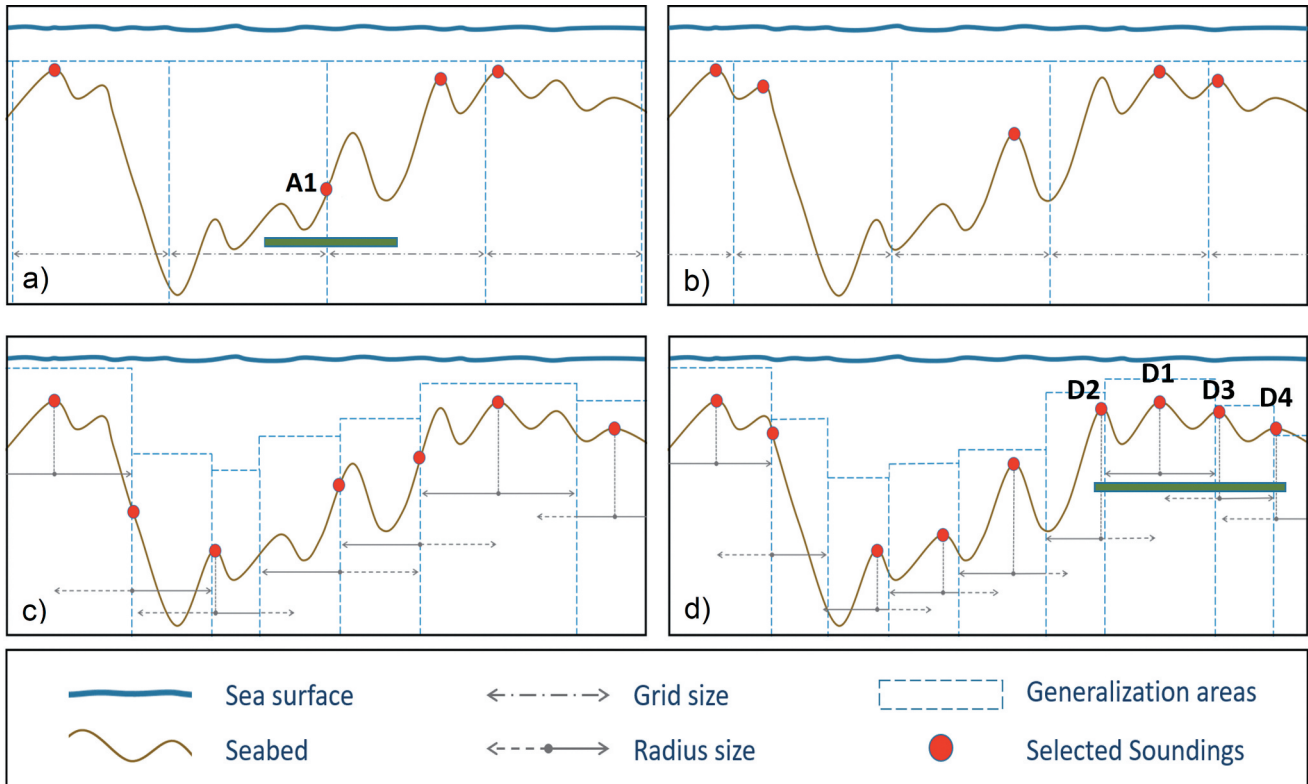 A1
a)
b)
D1
D2
D3
D4
c)
d)
Sea surface
Grid size
Generalization areas
Seabed
Radius size
Selected Soundings